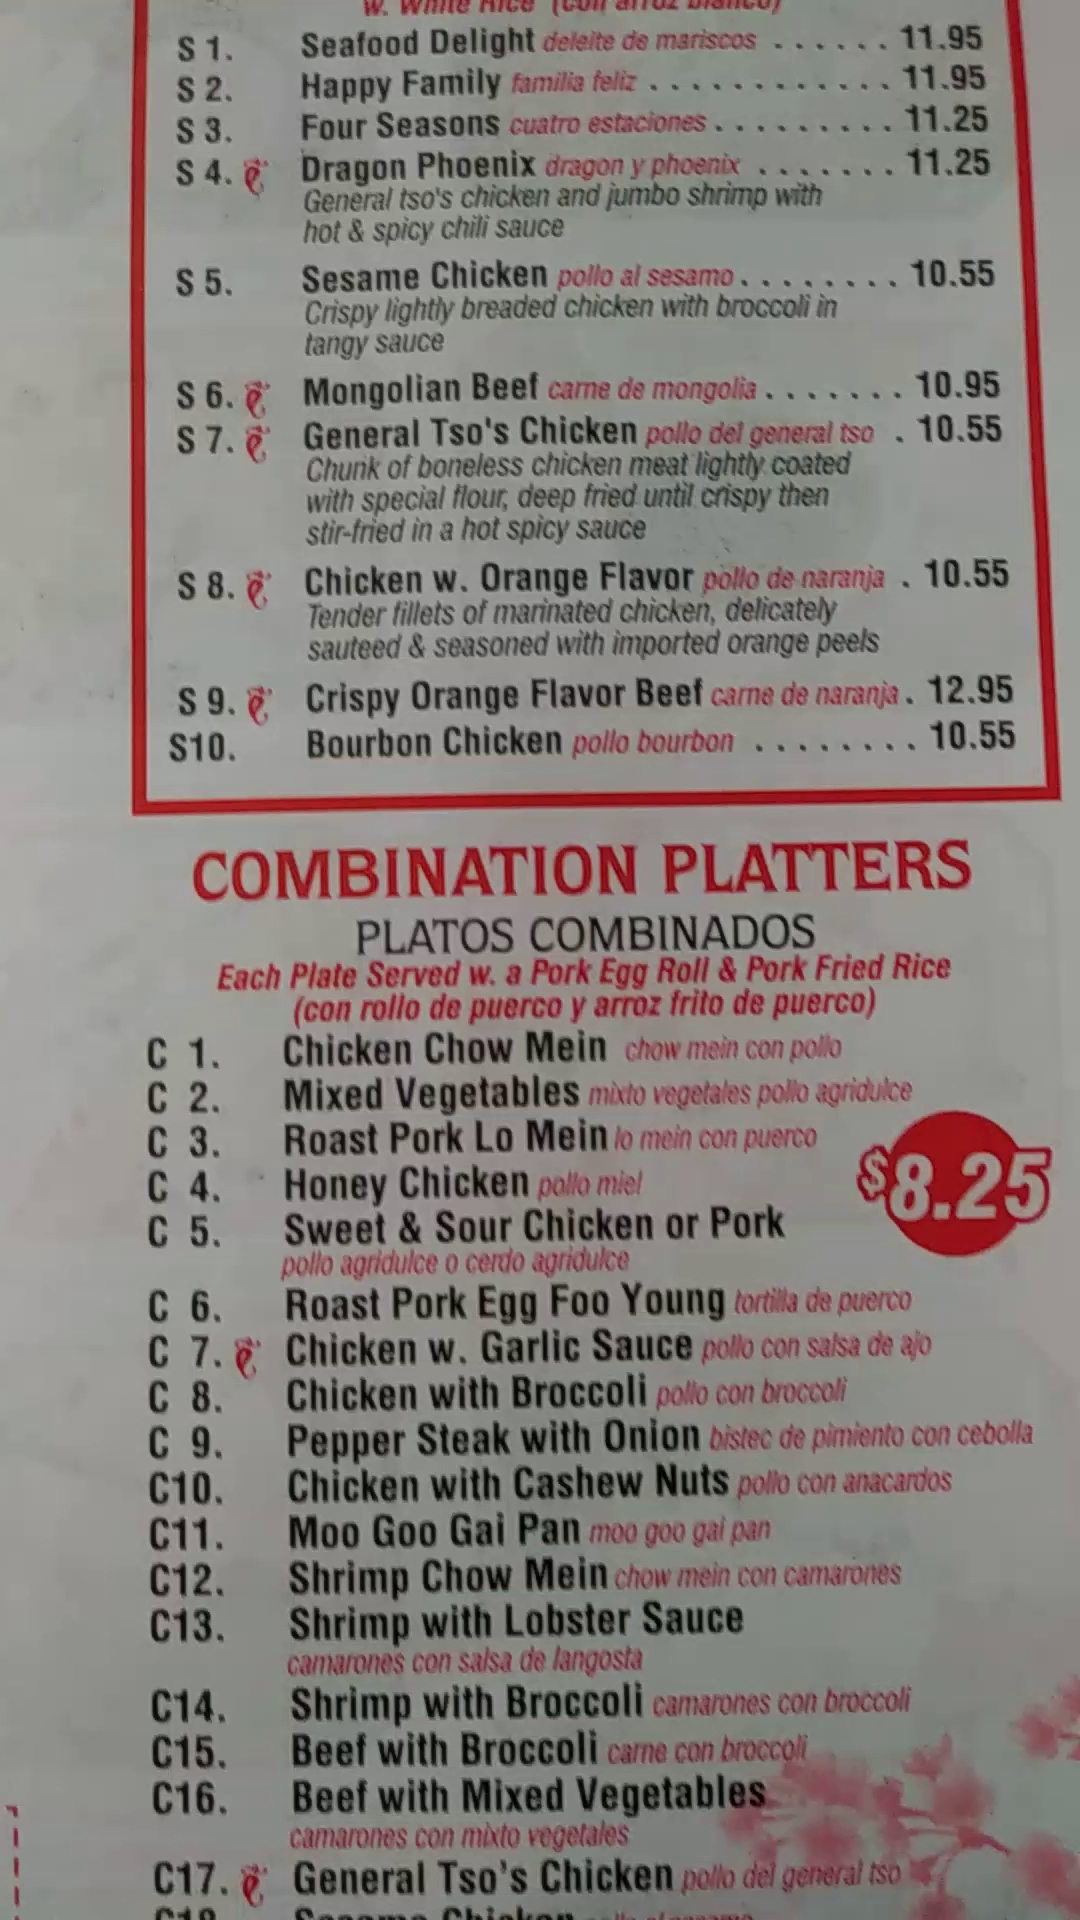 w. White Rice (con arroz blanco)
S 1. Seafood Delight deleite de mariscos . . . . . . 11.95
S 2. Happy Family familia feliz . . . . . . . . . . . . 11.95
S 3. Four Seasons cuatro estaciones . . . . . . . . . 11.25
S 4. Dragon Phoenix dragon y phoenix . . . . . . . 11.25
General tso's chicken and jumbo shrimp with
hot & spicy chili sauce
S 5. Sesame Chicken pollo al sesamo . . . . . . . . 10.55
Crispy lightly breaded chicken with broccoli in
tangy sauce
S 6. Mongolian Beef carne de mongolia . . . . . . . 10.95
S 7. General Tso's Chicken pollo del general tso . 10.55
Chunk of boneless chicken meat lightly coated
with special flour, deep fried until crispy then
stir-fried in a hot spicy sauce
S 8. Chicken w. Orange Flavor pollo de naranja . 10.55
Tender fillets of marinated chicken, delicately
sauteed & seasoned with imported orange peels
S 9. Crispy Orange Flavor Beef carne de naranja . 12.95
S10. Bourbon Chicken pollo bourbon . . . . . . . . 10.55
COMBINATION PLATTERS
PLATOS COMBINADOS
Each Plate Served w. a Pork Egg Roll & Pork Fried Rice
(con rollo de puerco y arroz frito de puerco)
C 1. Chicken Chow Mein chow mein con pollo
C 2. Mixed Vegetables mixto vegetales pollo agridulce
C 3. Roast Pork Lo Mein lo mein con puerco
C 4. Honey Chicken pollo miel
$8.25
C 5. Sweet & Sour Chicken or Pork
pollo agridulce o cerdo agridulce
C 6. Roast Pork Egg Foo Young tortilla de puerco
C 7. Chicken w. Garlic Sauce pollo con salsa de ajo
C 8. Chicken with Broccoli pollo con broccoli
C 9. Pepper Steak with Onion bistec de pimiento con cebolla
C10. Chicken with Cashew Nuts pollo con anacardos
C11. Moo Goo Gai Pan moo goo gai pan
C12. Shrimp Chow Mein chow mein con camarones
C13. Shrimp with Lobster Sauce
camarones con salsa de langosta
C14. Shrimp with Broccoli camarones con broccoli
C15. Beef with Broccoli carne con broccoli
C16. Beef with Mixed Vegetables
camarones con mixto vegetales
C17. General Tso's Chicken pollo del general tso
C18. Sesame Chicken